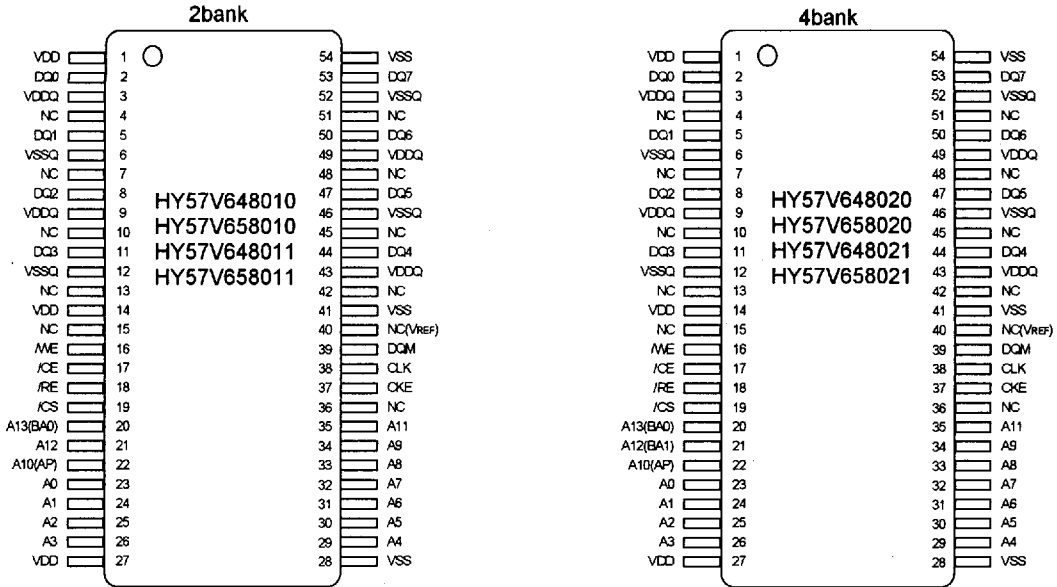 2bank
VDD 1 54 VSS
DQ0 2 53 DQ7
VDDQ 3 52 VSSQ
NC 4 51 NC
DQ1 5 50 DQ6
VSSQ 6 49 VDDQ
NC 7 48 NC
DQ2 8 47 DQ5
VDDQ 9 46 VSSQ
NC 10 45 NC
DQ3 11 44 DQ4
VSSQ 12 43 VDDQ
NC 13 42 NC
VDD 14 41 VSS
NC 15 40 NC(VREF)
/WE 16 39 DQM
/CE 17 38 CLK
/RE 18 37 CKE
/CS 19 36 NC
A13(BA0) 20 35 A11
A12 21 34 A9
A10(AP) 22 33 A8
A0 23 32 A7
A1 24 31 A6
A2 25 30 A5
A3 26 29 A4
VDD 27 28 VSS
HY57V648010
HY57V658010
HY57V648011
HY57V658011
4bank
VDD 1 54 VSS
DQ0 2 53 DQ7
VDDQ 3 52 VSSQ
NC 4 51 NC
DQ1 5 50 DQ6
VSSQ 6 49 VDDQ
NC 7 48 NC
DQ2 8 47 DQ5
VDDQ 9 46 VSSQ
NC 10 45 NC
DQ3 11 44 DQ4
VSSQ 12 43 VDDQ
NC 13 42 NC
VDD 14 41 VSS
NC 15 40 NC(VREF)
/WE 16 39 DQM
/CE 17 38 CLK
/RE 18 37 CKE
/CS 19 36 NC
A13(BA0) 20 35 A11
A12(BA1) 21 34 A9
A10(AP) 22 33 A8
A0 23 32 A7
A1 24 31 A6
A2 25 30 A5
A3 26 29 A4
VDD 27 28 VSS
HY57V648020
HY57V658020
HY57V648021
HY57V658021